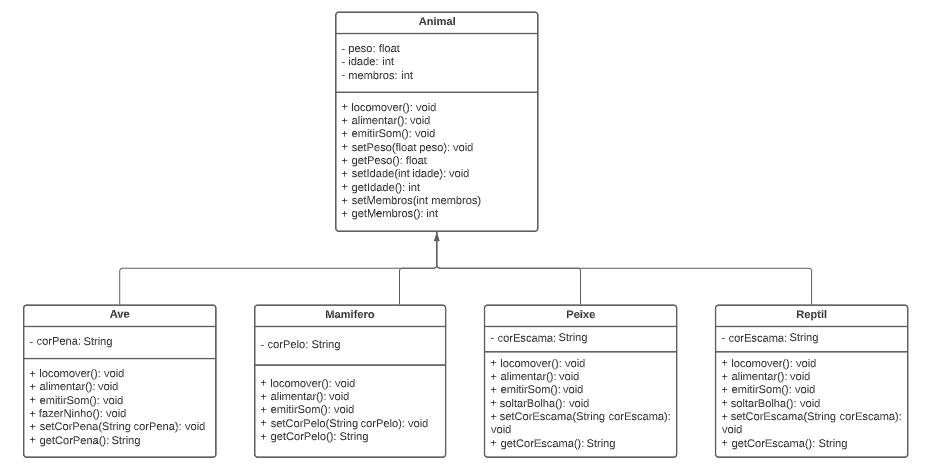 Animal
- peso: float
- idade: int
- membros: int
+ locomover(): void
+ alimentar(): void
+ emitirSom(): void
+ setPeso(float peso): void
+ getPeso(): float
+ setIdade(int idade): void
+ getIdade(): int
+ setMembros(int membros)
+ getMembros(): int
Ave
- corPena: String
+ locomover(): void
+ alimentar(): void
+ emitirSom(): void
+ fazerNinho(): void
+ setCorPena(String corPena): void
+ getCorPena(): String
Mamifero
- corPelo: String
+ locomover(): void
+ alimentar(): void
+ emitirSom(): void
+ setCorPelo(String corPelo): void
+ getCorPelo(): String
Peixe
- corEscama: String
+ locomover(): void
+ alimentar(): void
+ emitirSom(): void
+ soltarBolha(): void
+ setCorEscama(String corEscama):
void
+ getCorEscama(): String
Reptil
- corEscama: String
+ locomover(): void
+ alimentar(): void
+ emitirSom(): void
+ soltarBolha(): void
+ setCorEscama(String corEscama):
void
+ getCorEscama(): String